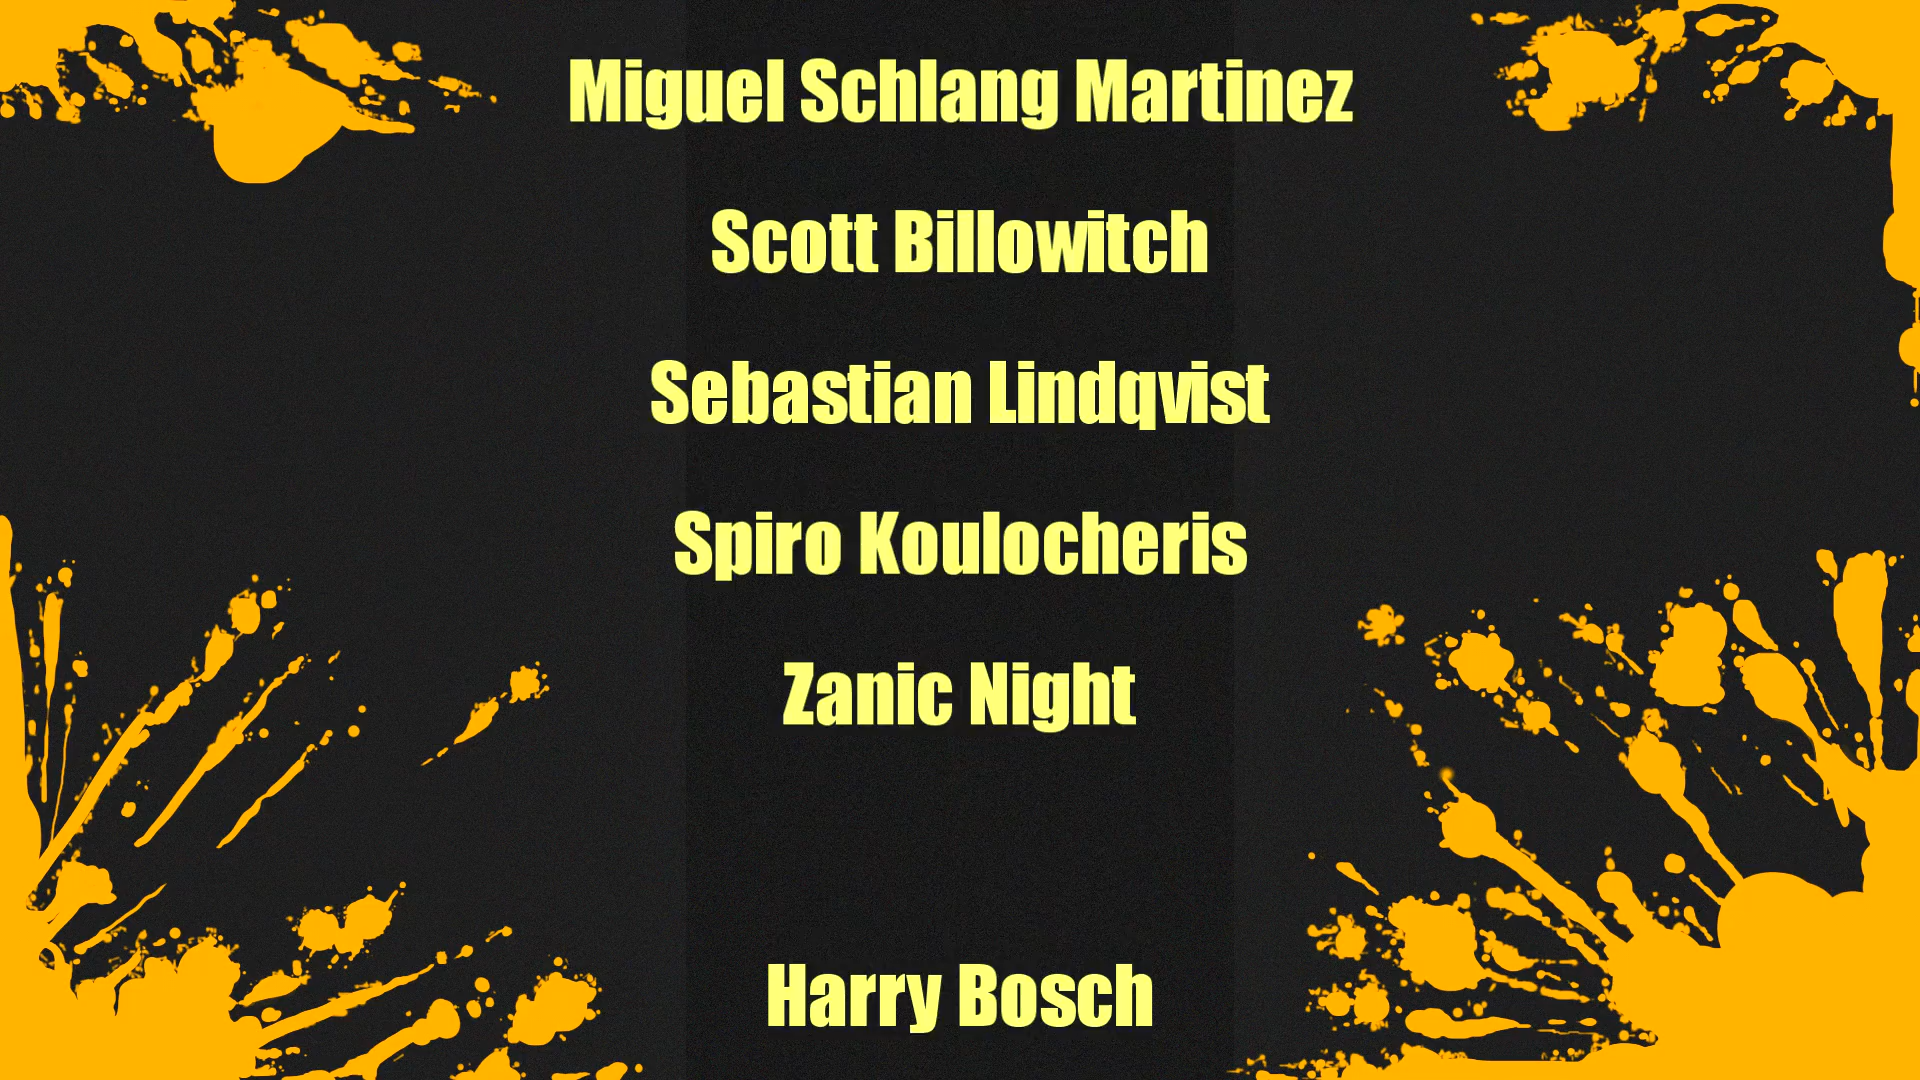 Miguel Schlang Martinez
Scott Billowitch
Sebastian Lindqvist
Spiro Koulocheris
Zanic Night
Harry Bosch